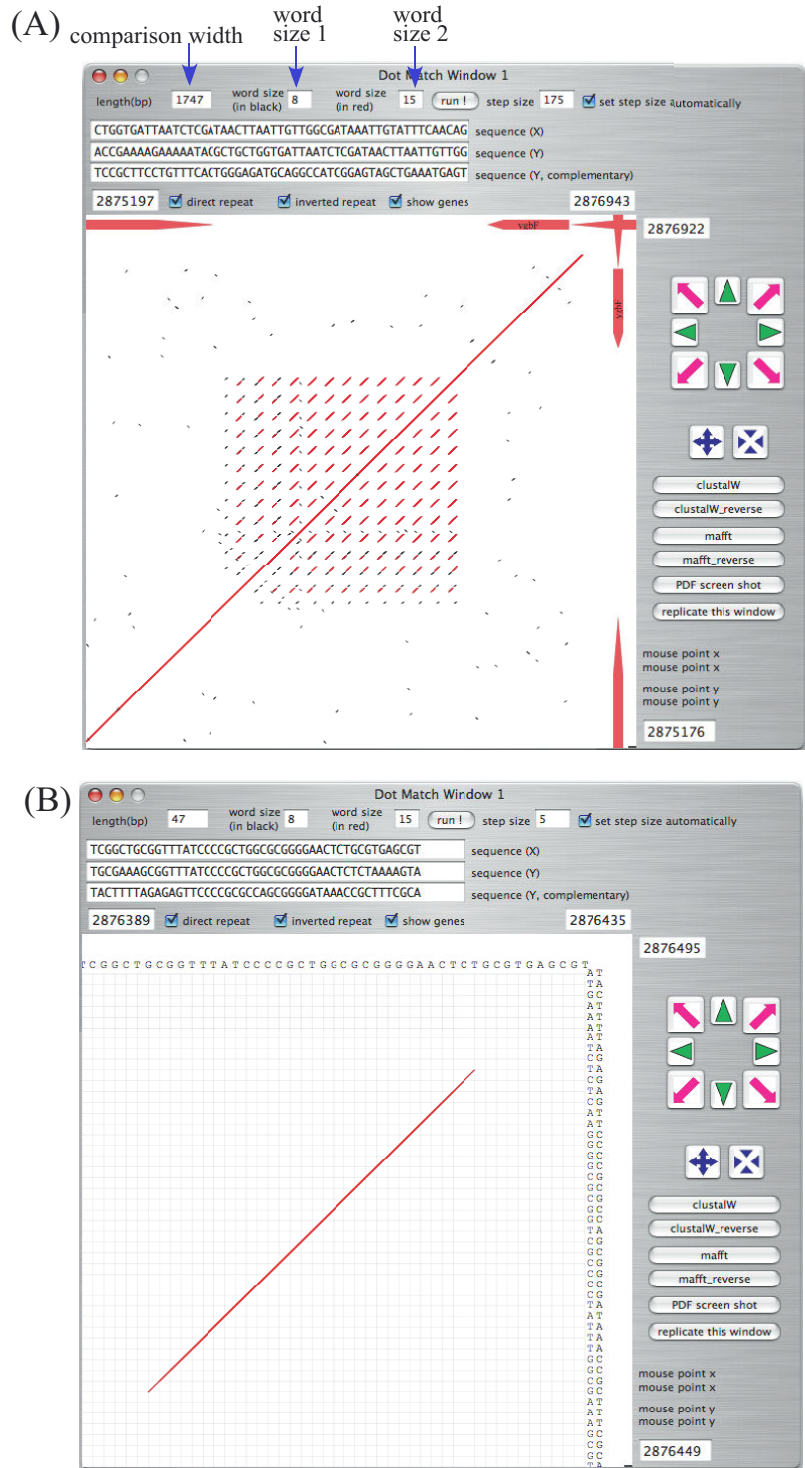 (A)
comparison width
word
size 1
word
size 2
Dot Match Window 1
length(bp) 1747 word size (in black) 8 word size (in red) 15 run ! step size 175 set step size automatically
CTGGTGATTAATCTCGATAACTTAATTGTTGGCGATAAATTGTATTTCAACAG sequence (X)
ACCGAAAAGAAAAATACGCTGCTGGTGATTAATCTCGATAACTTAATTGTTGG sequence (Y)
TCCGCTTCCTGTTTCACTGGGAGATGCAGGCCATCGGAGTAGCTGAAATGAGT sequence (Y, complementary)
2875197 direct repeat inverted repeat show genes 2876943
ygbF
2876922
ygbF
clustalW
clustalW_reverse
mafft
mafft_reverse
PDF screen shot
replicate this window
mouse point x
mouse point x
mouse point y
mouse point y
2875176
(B)
Dot Match Window 1
length(bp) 47 word size (in black) 8 word size (in red) 15 run ! step size 5 set step size automatically
TCGGCTGCGGTTTATCCCCGCTGGCGCGGGGAACTCTGCGTGAGCGT sequence (X)
TGCGAAAGCGGTTTATCCCCGCTGGCGCGGGGAACTCTCTAAAAGTA sequence (Y)
TACTTTTAGAGAGTTCCCCGCGCCAGCGGGGATAAACCGCTTTCGCA sequence (Y, complementary)
2876389 direct repeat inverted repeat show genes 2876435
2876495
TCGGCTGCGGTTTATCCCCGCTGGCGCGGGGAACTCTGCGTGAGCGT
A T
T A
G C
A T
A T
A T
A T
T A
C G
T A
C G
T A
C G
A T
A T
G C
G C
G C
G C
C G
G C
C G
G C
G C
T A
C G
G C
C G
C G
C G
C G
T A
A T
T A
T A
T A
G C
G C
C G
G C
A T
A T
A T
G C
C G
G C
T A
clustalW
clustalW_reverse
mafft
mafft_reverse
PDF screen shot
replicate this window
mouse point x
mouse point x
mouse point y
mouse point y
2876449